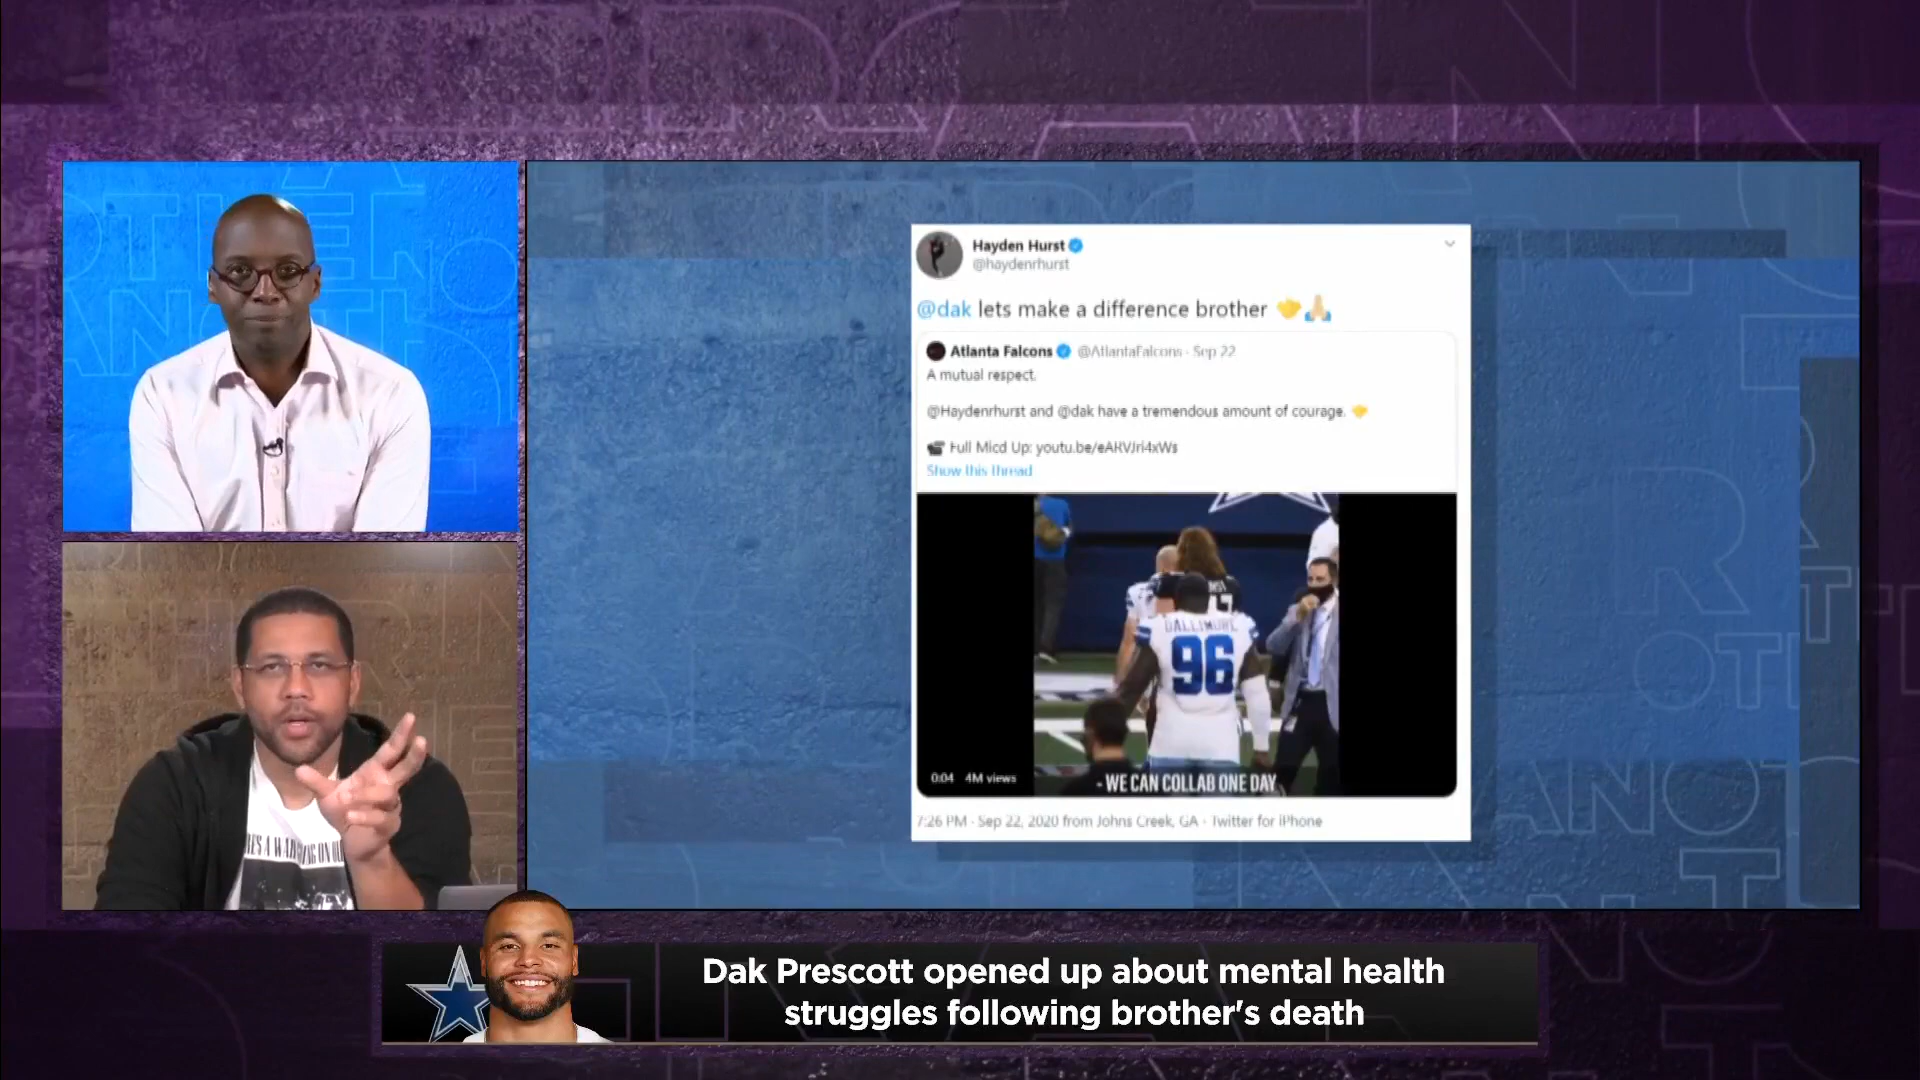 Hayden Hurst
@haydenrhurst
@dak lets make a difference brother
Atlanta Falcons @AtlantaFalcons · Sep 22
A mutual respect.
@Haydenrhurst and @dak have a tremendous amount of courage.
Full Micd Up: youtu.be/eARVJri4xWs
Show this thread
96
0:04 4M views
- WE CAN COLLAB ONE DAY
7:26 PM · Sep 22, 2020 from Johns Creek, GA · Twitter for iPhone
Dak Prescott opened up about mental health
struggles following brother's death